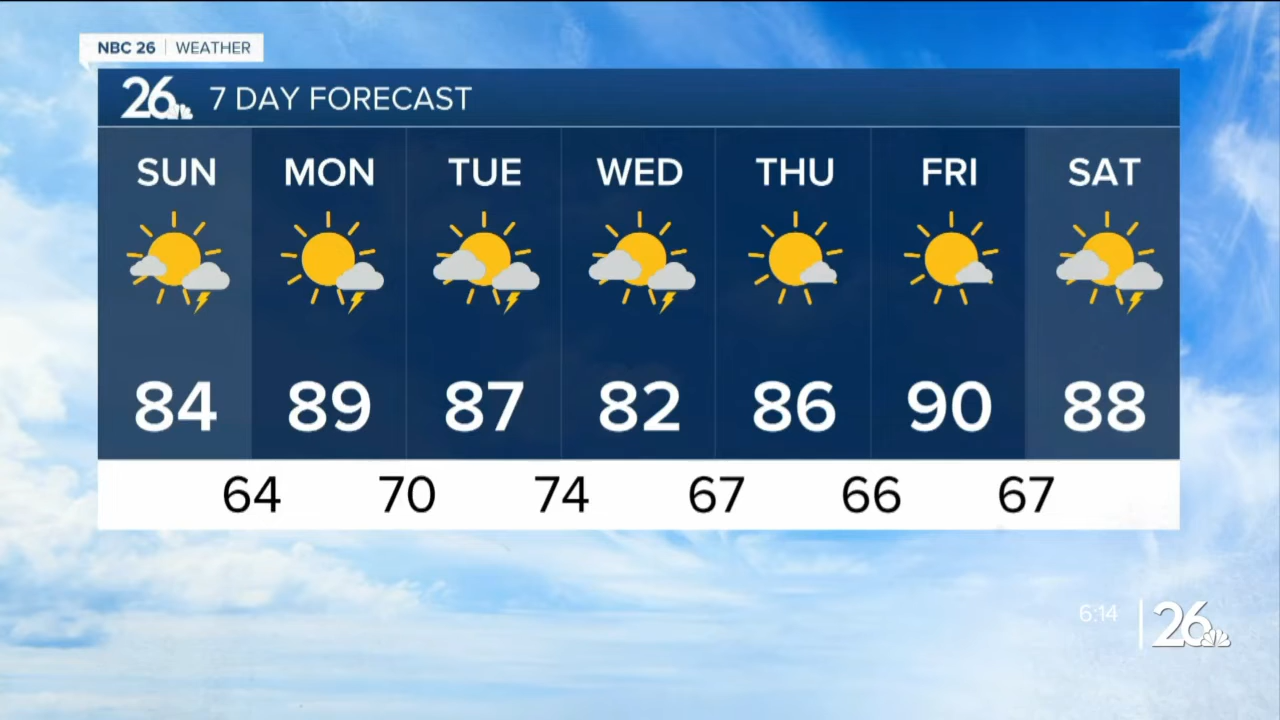 NBC 26 | WEATHER
26 7 DAY FORECAST
SUN MON TUE WED THU FRI SAT
84 89 87 82 86 90 88
64 70 74 67 66 67
6:14 26